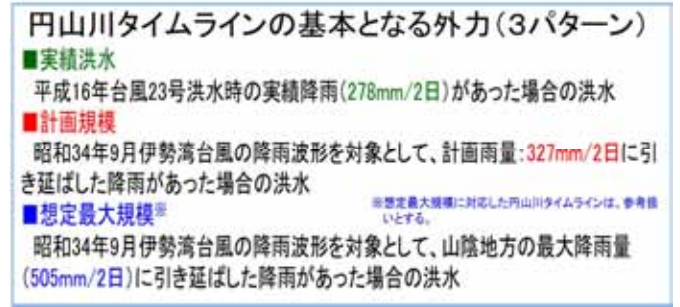 円山川タイムラインの基本となる外力(3パターン)
■実績洪水
平成16年台風23号洪水時の実績降雨(278mm/2日)があった場合の洪水
■計画規模
昭和34年9月伊勢湾台風の降雨波形を対象として、計画雨量:327mm/2日に引
き延ばした降雨があった場合の洪水
■想定最大規模※
※想定最大規模に対応した円山川タイムラインは、参考扱
いとする。
昭和34年9月伊勢湾台風の降雨波形を対象として、山陰地方の最大降雨量
(505mm/2日)に引き延ばした降雨があった場合の洪水